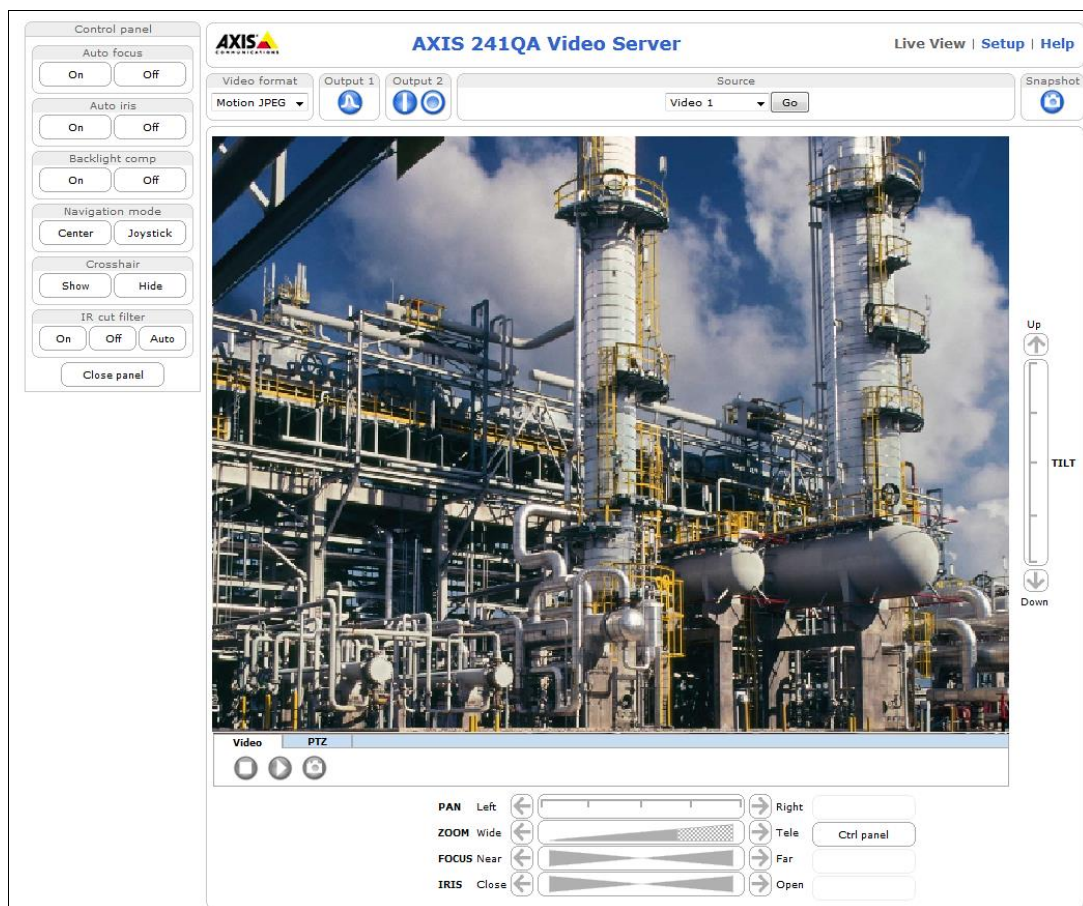 Control panel
Auto focus
On Off
Auto iris
On Off
Backlight comp
On Off
Navigation mode
Center Joystick
Crosshair
Show Hide
IR cut filter
On Off Auto
Close panel
AXIS COMMUNICATIONS
AXIS 241QA Video Server
Live View | Setup | Help
Video format
Motion JPEG
Output 1
Output 2
Source
Video 1 Go
Snapshot
Up
TILT
Down
Video PTZ
PAN Left Right
ZOOM Wide Tele Ctrl panel
FOCUS Near Far
IRIS Close Open